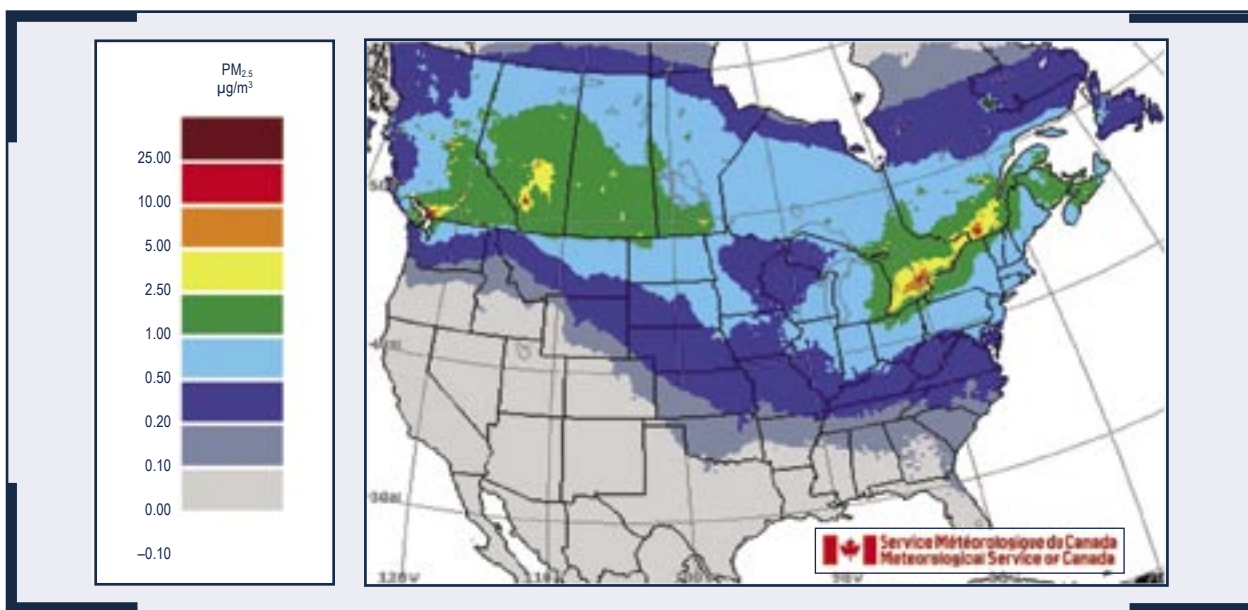 PM2.5
µg/m³
25.00
10.00
5.00
2.50
1.00
0.50
0.20
0.10
0.00
–0.10
120W
Service Météorologique du Canada
Meteorological Service of Canada